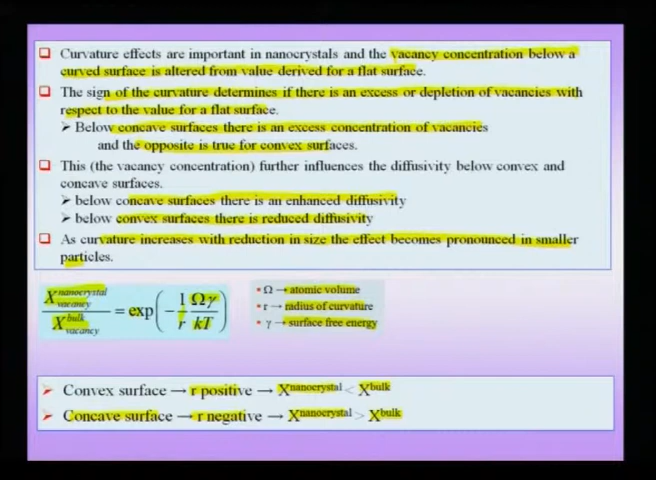 ❑ Curvature effects are important in nanocrystals and the vacancy concentration below a
curved surface is altered from value derived for a flat surface.
❑ The sign of the curvature determines if there is an excess or depletion of vacancies with
respect to the value for a flat surface.
➢ Below concave surfaces there is an excess concentration of vacancies
and the opposite is true for convex surfaces.
❑ This (the vacancy concentration) further influences the diffusivity below convex and
concave surfaces.
➢ below concave surfaces there is an enhanced diffusivity
➢ below convex surfaces there is reduced diffusivity
❑ As curvature increases with reduction in size the effect becomes pronounced in smaller
particles.
X_vacancy^nanocrystal / X_vacancy^bulk = exp(−(1/r)(Ωγ/kT))
• Ω → atomic volume
• r → radius of curvature
• γ → surface free energy
➢ Convex surface → r positive → X^nanocrystal < X^bulk
➢ Concave surface → r negative → X^nanocrystal > X^bulk